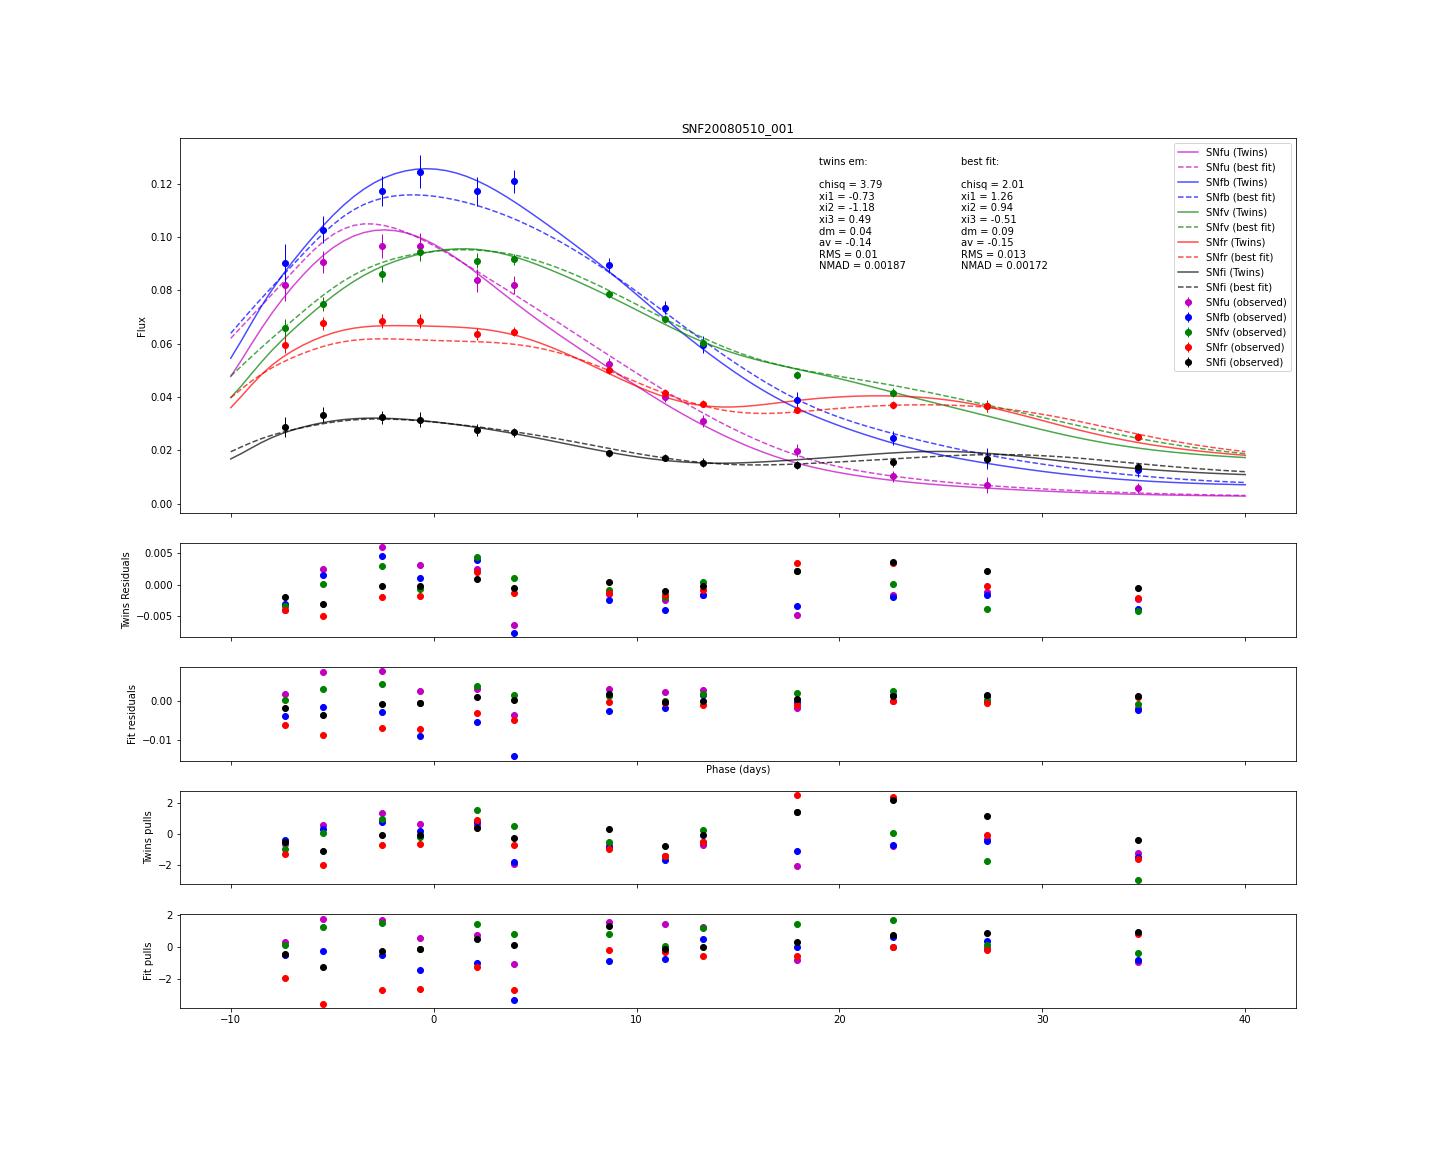 SNF20080510_001
twins em: best fit:
chisq = 3.79 chisq = 2.01
xi1 = -0.73 xi1 = 1.26
xi2 = -1.18 xi2 = 0.94
xi3 = 0.49 xi3 = -0.51
dm = 0.04 dm = 0.09
av = -0.14 av = -0.15
RMS = 0.01 RMS = 0.013
NMAD = 0.00187 NMAD = 0.00172
SNfu (Twins)
SNfu (best fit)
SNfb (Twins)
SNfb (best fit)
SNfv (Twins)
SNfv (best fit)
SNfr (Twins)
SNfr (best fit)
SNfi (Twins)
SNfi (best fit)
SNfu (observed)
SNfb (observed)
SNfv (observed)
SNfr (observed)
SNfi (observed)
Flux
0.12
0.10
0.08
0.06
0.04
0.02
0.00
Twins Residuals
0.005
0.000
−0.005
Fit residuals
0.00
−0.01
Phase (days)
Twins pulls
2
0
−2
Fit pulls
2
0
−2
−10 0 10 20 30 40